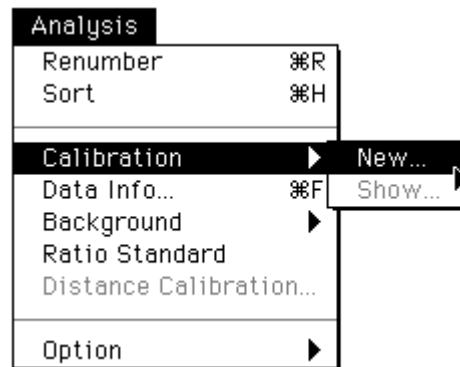 Analysis
Renumber ⌘R
Sort ⌘H
Calibration
New...
Data Info... ⌘F
Show...
Background
Ratio Standard
Distance Calibration...
Option